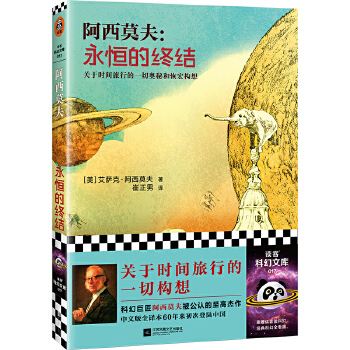 阿西莫夫:
永恒的终结
关于时间旅行的一切奥秘和恢宏构想
[美]艾萨克·阿西莫夫 著
崔正男 译
阿西莫夫
永恒的终结
读客
科幻文库
017
关于时间旅行的
一切构想
科幻巨匠阿西莫夫被公认的最高杰作
中文版全译本60年来初次登陆中国